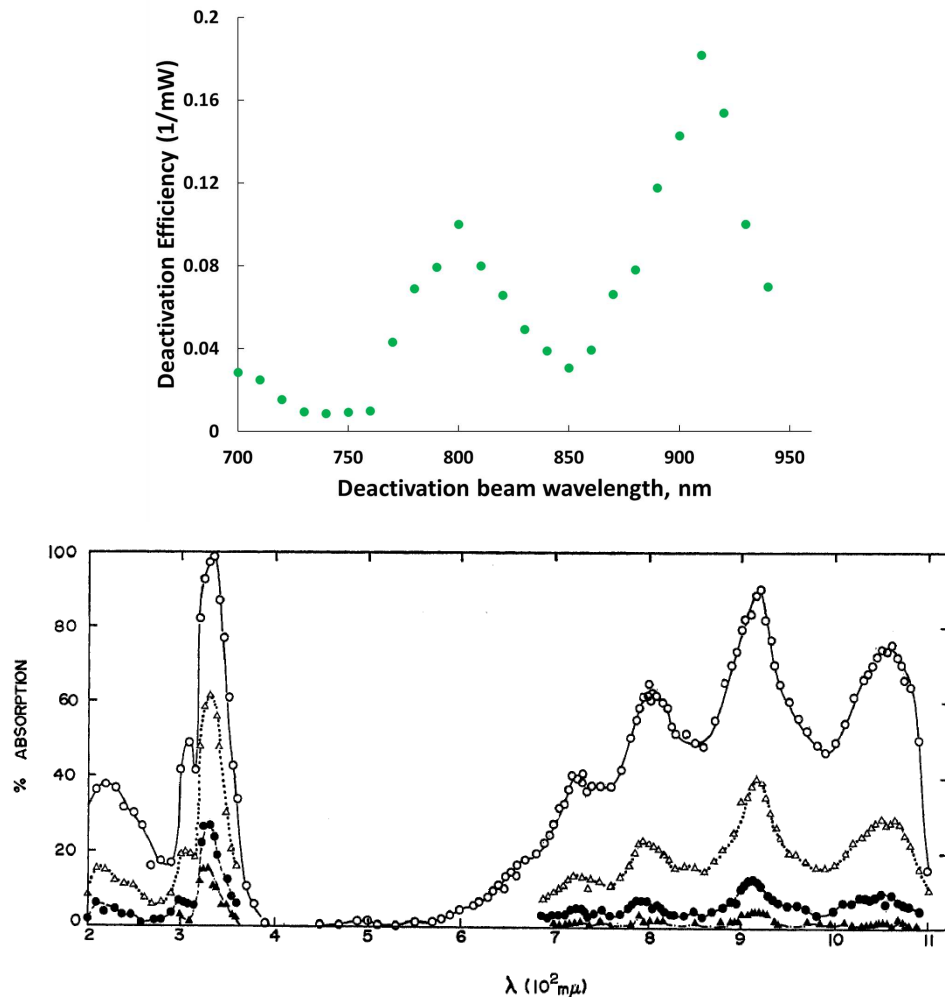 0.2
0.16
0.12
0.08
0.04
0
Deactivation Efficiency (1/mW)
700 750 800 850 900 950
Deactivation beam wavelength, nm
100
80
60
40
20
0
% ABSORPTION
2 3 4 5 6 7 8 9 10 11
λ (10²mμ)